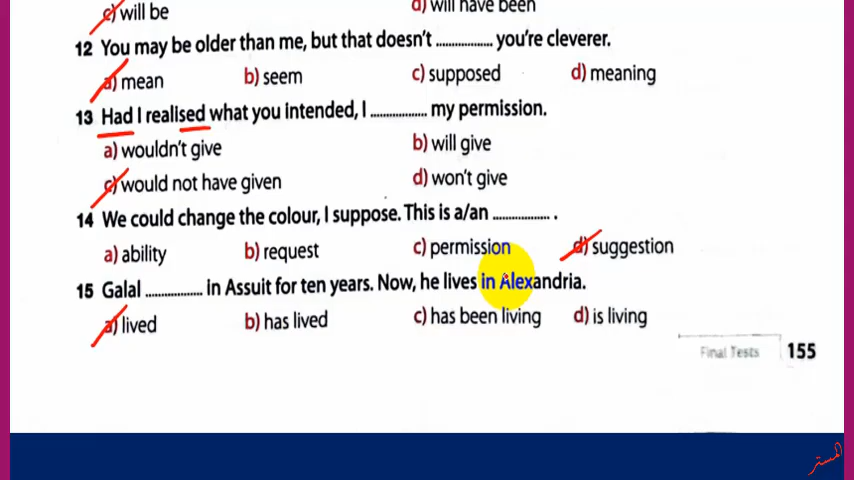 c) will be d) will have been
12 You may be older than me, but that doesn't ................ you're cleverer.
a) mean b) seem c) supposed d) meaning
13 Had I realised what you intended, I ................ my permission.
a) wouldn't give b) will give
c) would not have given d) won't give
14 We could change the colour, I suppose. This is a/an ................ .
a) ability b) request c) permission d) suggestion
15 Galal ................ in Assuit for ten years. Now, he lives in Alexandria.
a) lived b) has lived c) has been living d) is living
Final Tests 155
المستر